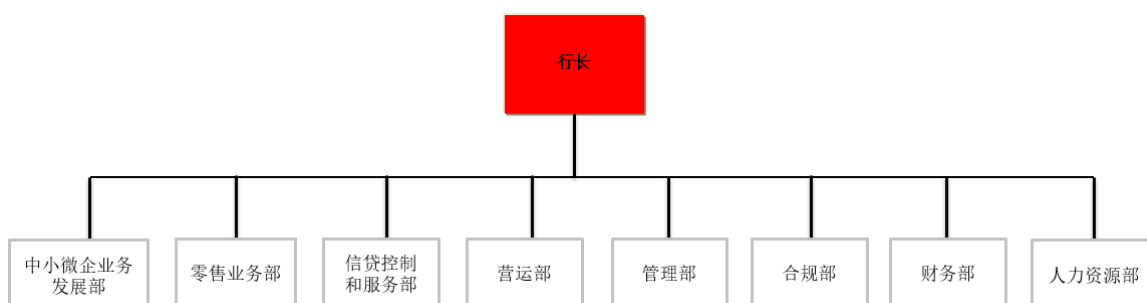 行长
中小微企业务
发展部
零售业务部
信贷控制
和服务部
营运部
管理部
合规部
财务部
人力资源部